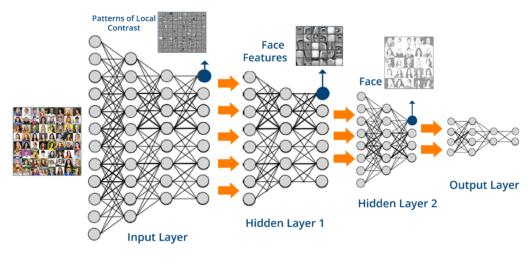 Patterns of Local
Contrast
Face
Features
Face
Input Layer
Hidden Layer 1
Hidden Layer 2
Output Layer